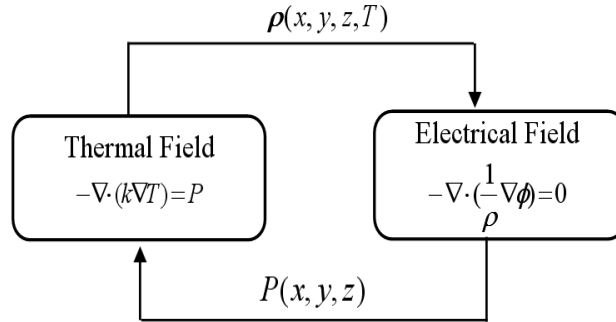 ρ(x, y, z,T)
Thermal Field
−∇·(k∇T)=P
Electrical Field
−∇·(1/ρ ∇ϕ)=0
P(x, y, z)